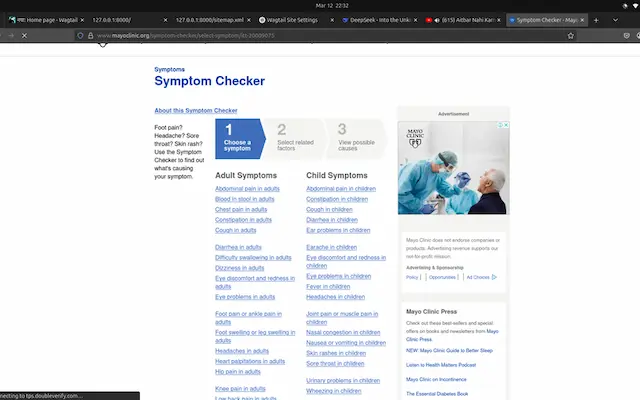 Mar 12 22:32
Home page - Wagtail
127.0.0.1:8000/
127.0.0.1:8000/sitemap.xml
Wagtail Site Settings
DeepSeek - Into the Unk
(615) Aitbar Nahi Karn
Symptom Checker - Mayo
www.mayoclinic.org/symptom-checker/select-symptom/itt-20009075
Symptoms
Symptom Checker
About this Symptom Checker
Foot pain?
Headache? Sore
throat? Skin rash?
Use the Symptom
Checker to find out
what's causing
your symptom.
1
Choose a
symptom
2
Select related
factors
3
View possible
causes
Adult Symptoms
Abdominal pain in adults
Blood in stool in adults
Chest pain in adults
Constipation in adults
Cough in adults
Diarrhea in adults
Difficulty swallowing in adults
Dizziness in adults
Eye discomfort and redness in
adults
Eye problems in adults
Foot pain or ankle pain in
adults
Foot swelling or leg swelling in
adults
Headaches in adults
Heart palpitations in adults
Hip pain in adults
Knee pain in adults
Low back pain in adults
Child Symptoms
Abdominal pain in children
Constipation in children
Cough in children
Diarrhea in children
Ear problems in children
Earache in children
Eye discomfort and redness in
children
Eye problems in children
Fever in children
Headaches in children
Joint pain or muscle pain in
children
Nasal congestion in children
Nausea or vomiting in children
Skin rashes in children
Sore throat in children
Urinary problems in children
Wheezing in children
Advertisement
MAYO
CLINIC
Mayo Clinic does not endorse companies or
products. Advertising revenue supports our
not-for-profit mission.
Advertising & Sponsorship
Policy | Opportunities | Ad Choices
Mayo Clinic Press
Check out these best-sellers and special
offers on books and newsletters from Mayo
Clinic Press.
NEW: Mayo Clinic Guide to Better Sleep
Listen to Health Matters Podcast
Mayo Clinic on Incontinence
The Essential Diabetes Book
necting to tps.doubleverify.com...